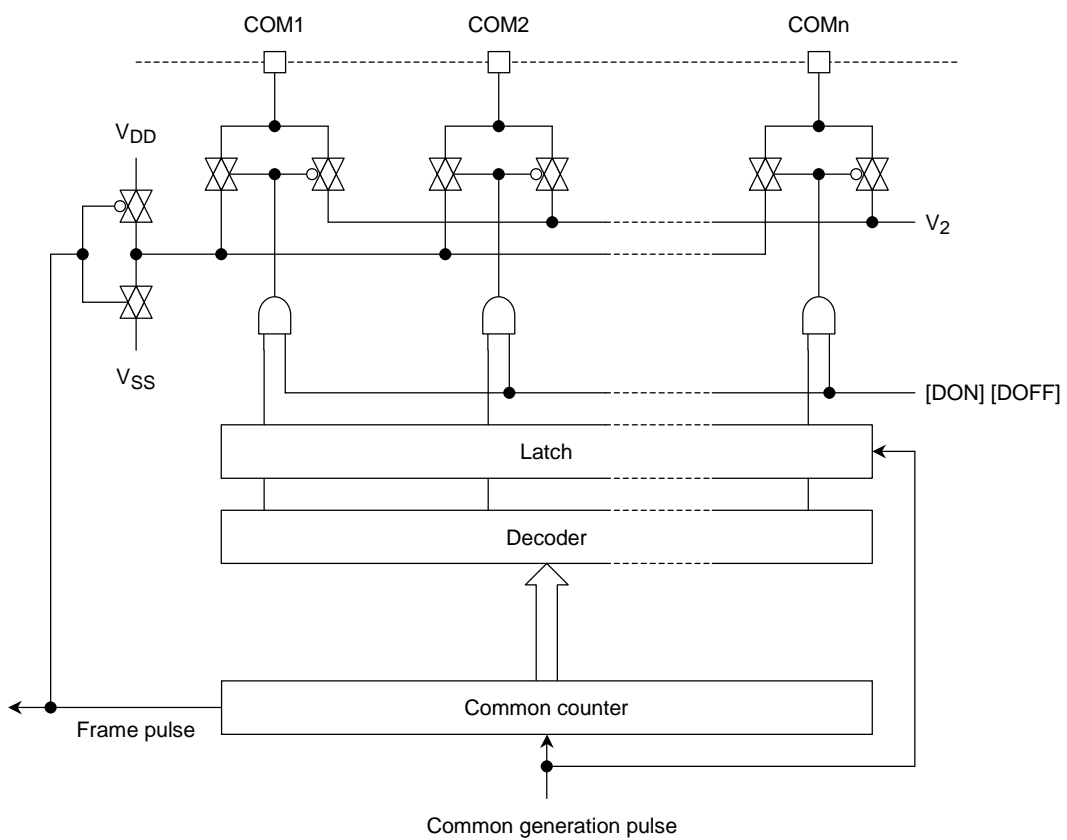 COM1 COM2 COMn
VDD
V2
VSS
[DON] [DOFF]
Latch
Decoder
Common counter
Frame pulse
Common generation pulse